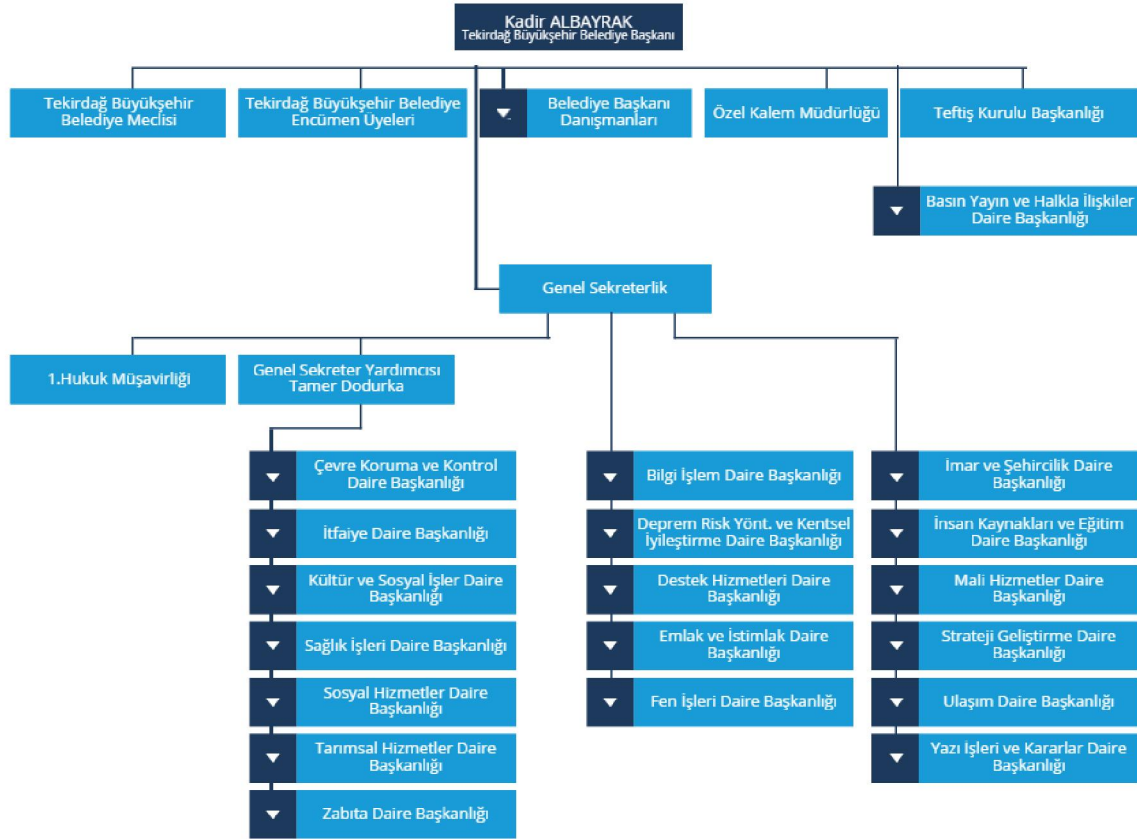 Kadir ALBAYRAK
Tekirdağ Büyükşehir Belediye Başkanı
Tekirdağ Büyükşehir
Belediye Meclisi
Tekirdağ Büyükşehir Belediye
Encümen Üyeleri
Belediye Başkanı
Danışmanları
Özel Kalem Müdürlüğü
Teftiş Kurulu Başkanlığı
Basın Yayın ve Halkla İlişkiler
Daire Başkanlığı
Genel Sekreterlik
1.Hukuk Müşavirliği
Genel Sekreter Yardımcısı
Tamer Dodurka
Çevre Koruma ve Kontrol
Daire Başkanlığı
İtfaiye Daire Başkanlığı
Kültür ve Sosyal İşler Daire
Başkanlığı
Sağlık İşleri Daire Başkanlığı
Sosyal Hizmetler Daire
Başkanlığı
Tarımsal Hizmetler Daire
Başkanlığı
Zabıta Daire Başkanlığı
Bilgi İşlem Daire Başkanlığı
Deprem Risk Yönt. ve Kentsel
İyileştirme Daire Başkanlığı
Destek Hizmetleri Daire
Başkanlığı
Emlak ve İstimlak Daire
Başkanlığı
Fen İşleri Daire Başkanlığı
İmar ve Şehircilik Daire
Başkanlığı
İnsan Kaynakları ve Eğitim
Daire Başkanlığı
Mali Hizmetler Daire
Başkanlığı
Strateji Geliştirme Daire
Başkanlığı
Ulaşım Daire Başkanlığı
Yazı İşleri ve Kararlar Daire
Başkanlığı